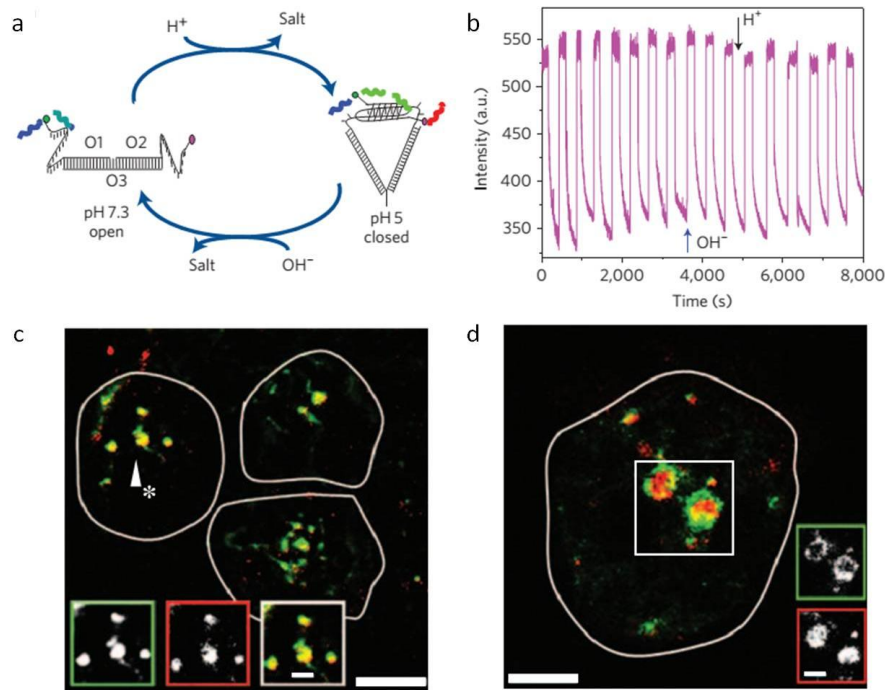 a
H⁺
Salt
O1 O2
O3
pH 7.3
open
pH 5
closed
Salt
OH⁻
b
H⁺
550
500
450
400
350
Intensity (a.u.)
OH⁻
0 2,000 4,000 6,000 8,000
Time (s)
c
*
d